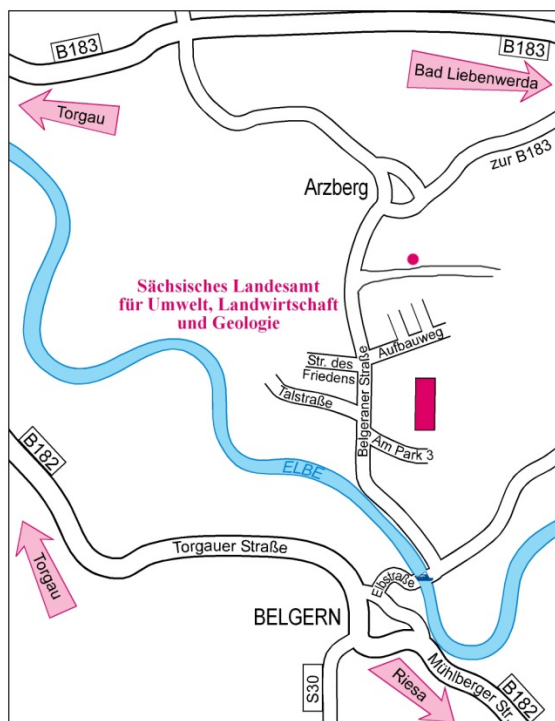 B183
B183
Bad Liebenwerda
Torgau
zur B183
Arzberg
Sächsisches Landesamt
für Umwelt, Landwirtschaft
und Geologie
Aufbauweg
Str. des
Friedens
Belgeraner Straße
Talstraße
Am Park 3
B182
ELBE
Torgauer Straße
Torgau
Elbstraße
BELGERN
Mühlberger Str.
S30
Riesa
B182